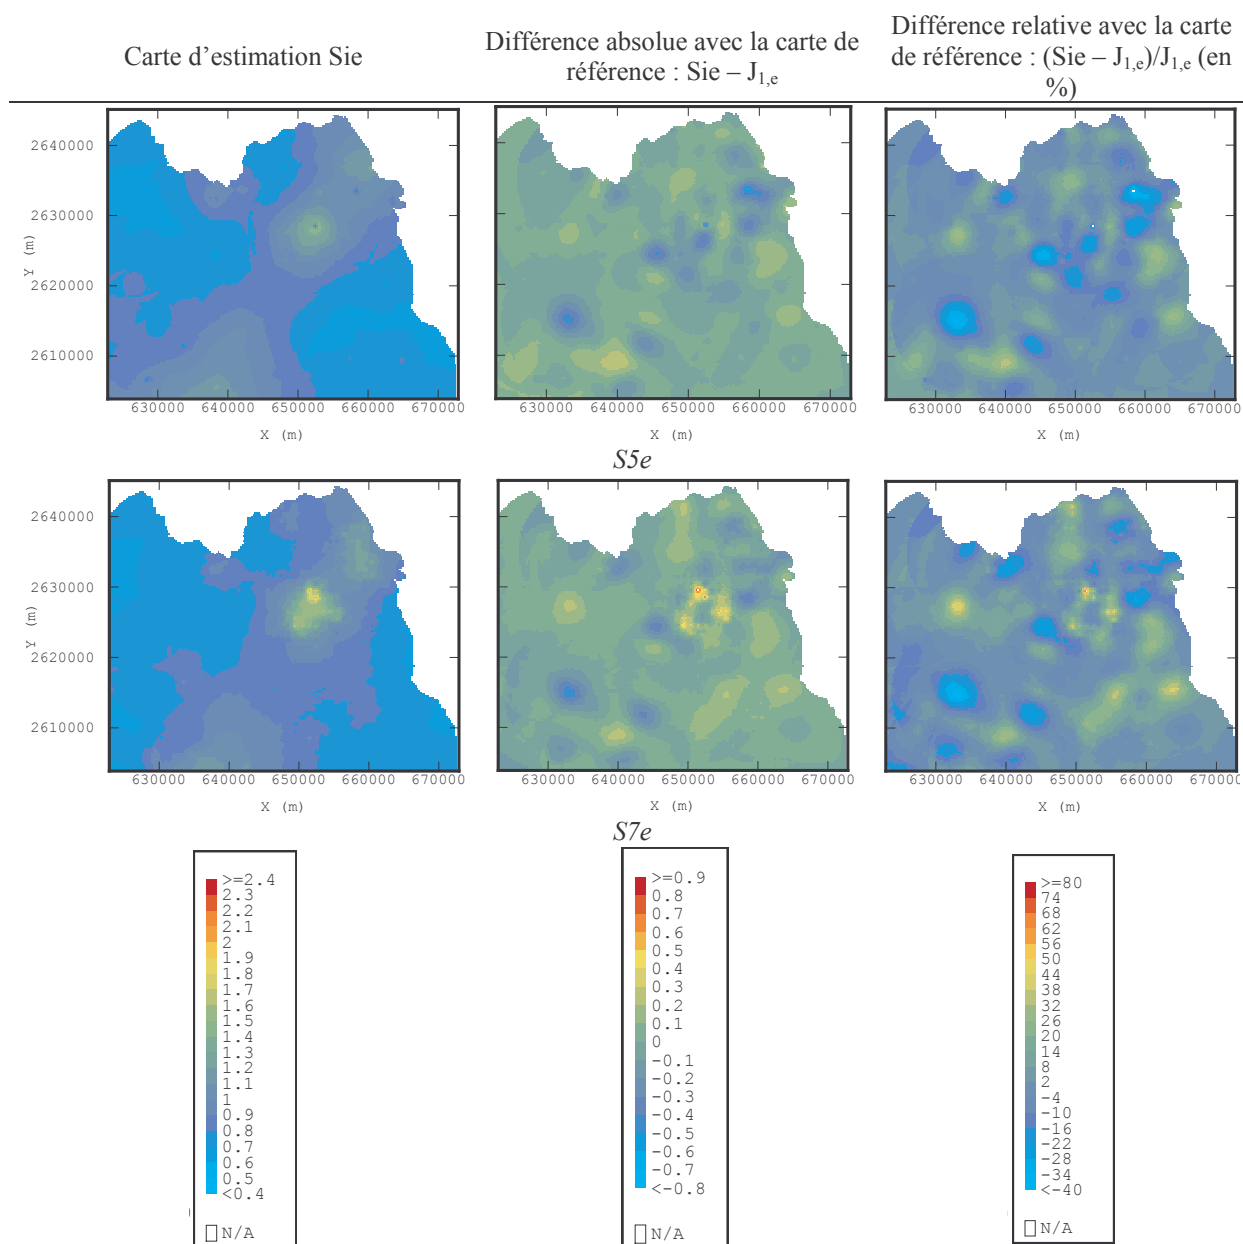 Carte d'estimation Sie
Différence absolue avec la carte de
référence : Sie – J1,e
Différence relative avec la carte
de référence : (Sie – J1,e)/J1,e (en
%)
2640000
2630000
2620000
2610000
Y (m)
630000 640000 650000 660000 670000
X (m)
630000 640000 650000 660000 670000
X (m)
630000 640000 650000 660000 670000
X (m)
S5e
2640000
2630000
2620000
2610000
Y (m)
630000 640000 650000 660000 670000
X (m)
630000 640000 650000 660000 670000
X (m)
630000 640000 650000 660000 670000
X (m)
S7e
>=2.4
2.3
2.2
2.1
2
1.9
1.8
1.7
1.6
1.5
1.4
1.3
1.2
1.1
1
0.9
0.8
0.7
0.6
0.5
<0.4
N/A
>=0.9
0.8
0.7
0.6
0.5
0.4
0.3
0.2
0.1
0
-0.1
-0.2
-0.3
-0.4
-0.5
-0.6
-0.7
<-0.8
N/A
>=80
74
68
62
56
50
44
38
32
26
20
14
8
2
-4
-10
-16
-22
-28
-34
<-40
N/A